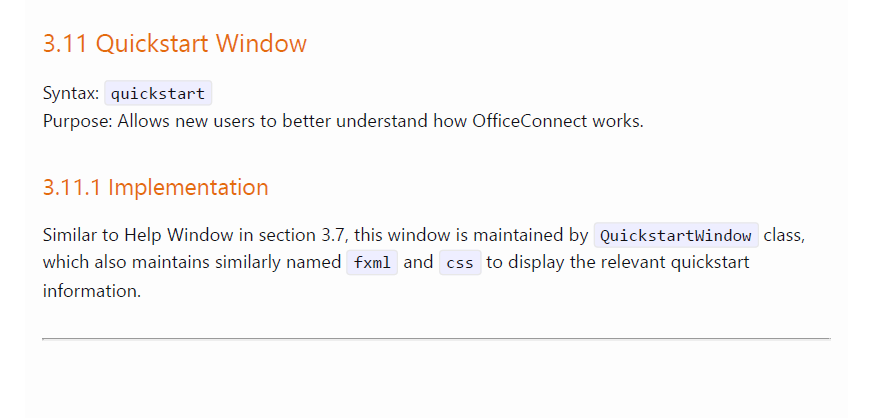 3.11 Quickstart Window
Syntax: quickstart
Purpose: Allows new users to better understand how OfficeConnect works.
3.11.1 Implementation
Similar to Help Window in section 3.7, this window is maintained by QuickstartWindow class,
which also maintains similarly named fxml and css to display the relevant quickstart
information.